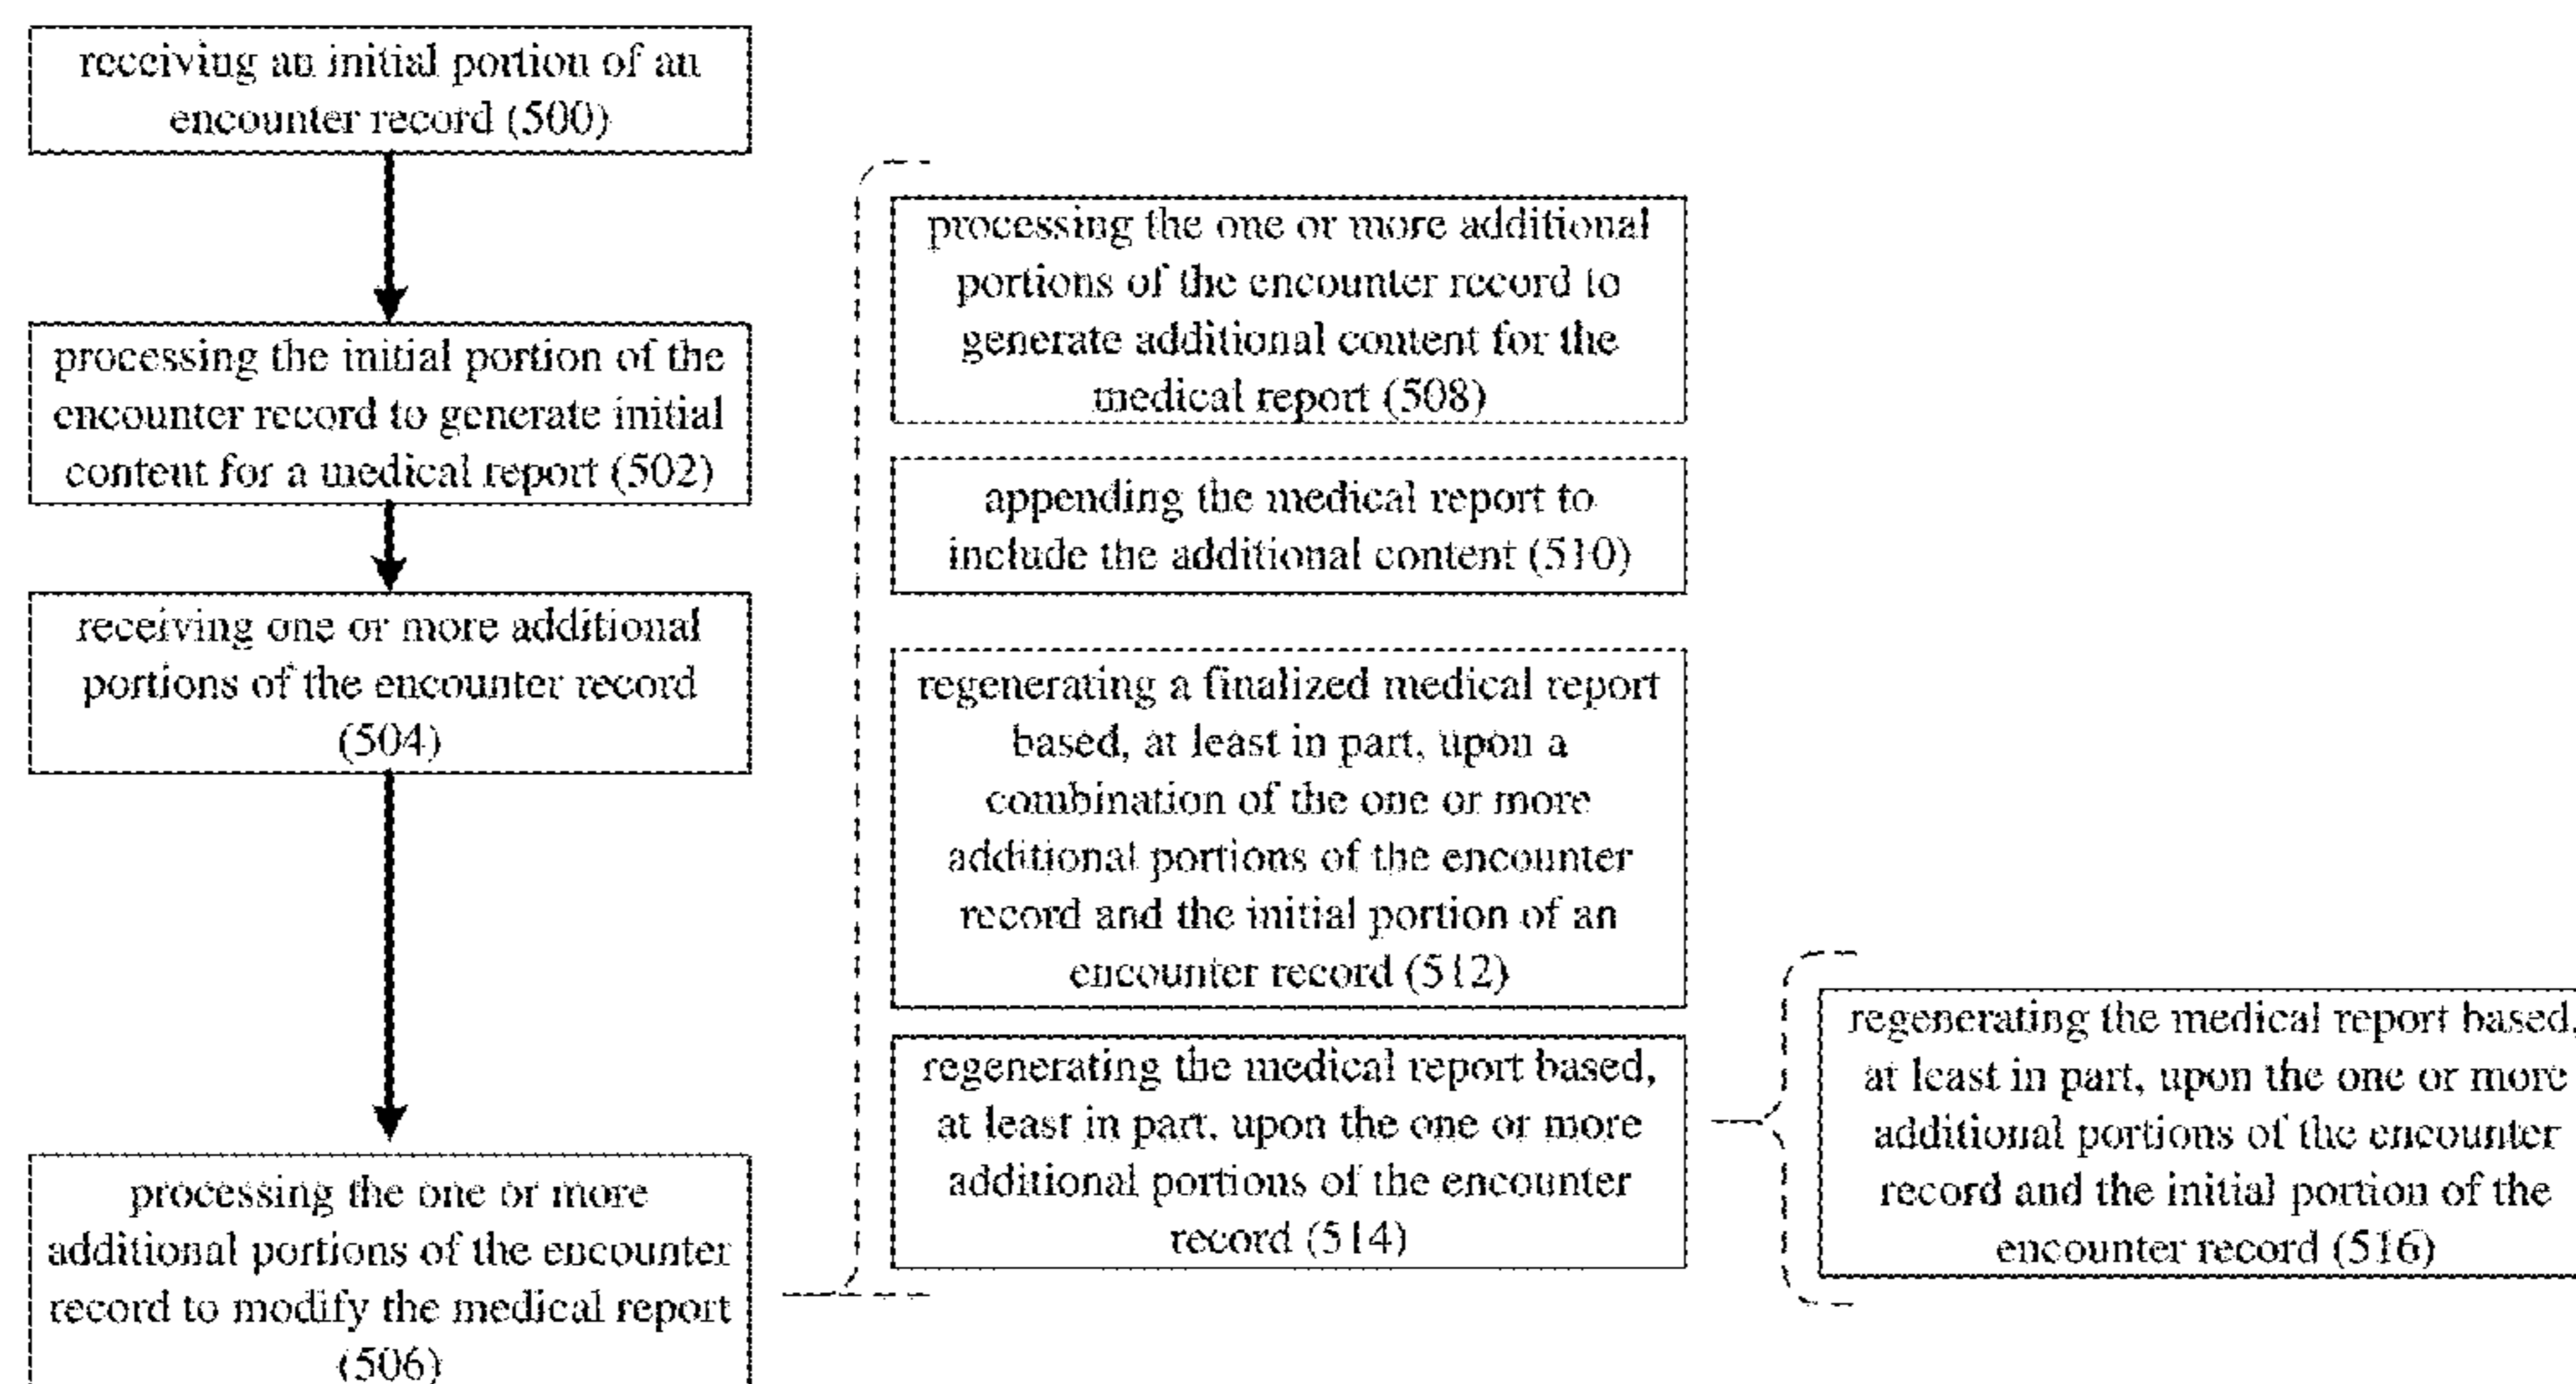 receiving an initial portion of an
encounter record (500)
processing the initial portion of the
encounter record to generate initial
content for a medical report (502)
receiving one or more additional
portions of the encounter record
(504)
processing the one or more
additional portions of the encounter
record to modify the medical report
(506)
processing the one or more additional
portions of the encounter record to
generate additional content for the
medical report (508)
appending the medical report to
include the additional content (510)
regenerating a finalized medical report
based, at least in part, upon a
combination of the one or more
additional portions of the encounter
record and the initial portion of an
encounter record (512)
regenerating the medical report based,
at least in part, upon the one or more
additional portions of the encounter
record (514)
regenerating the medical report based,
at least in part, upon the one or more
additional portions of the encounter
record and the initial portion of the
encounter record (516)